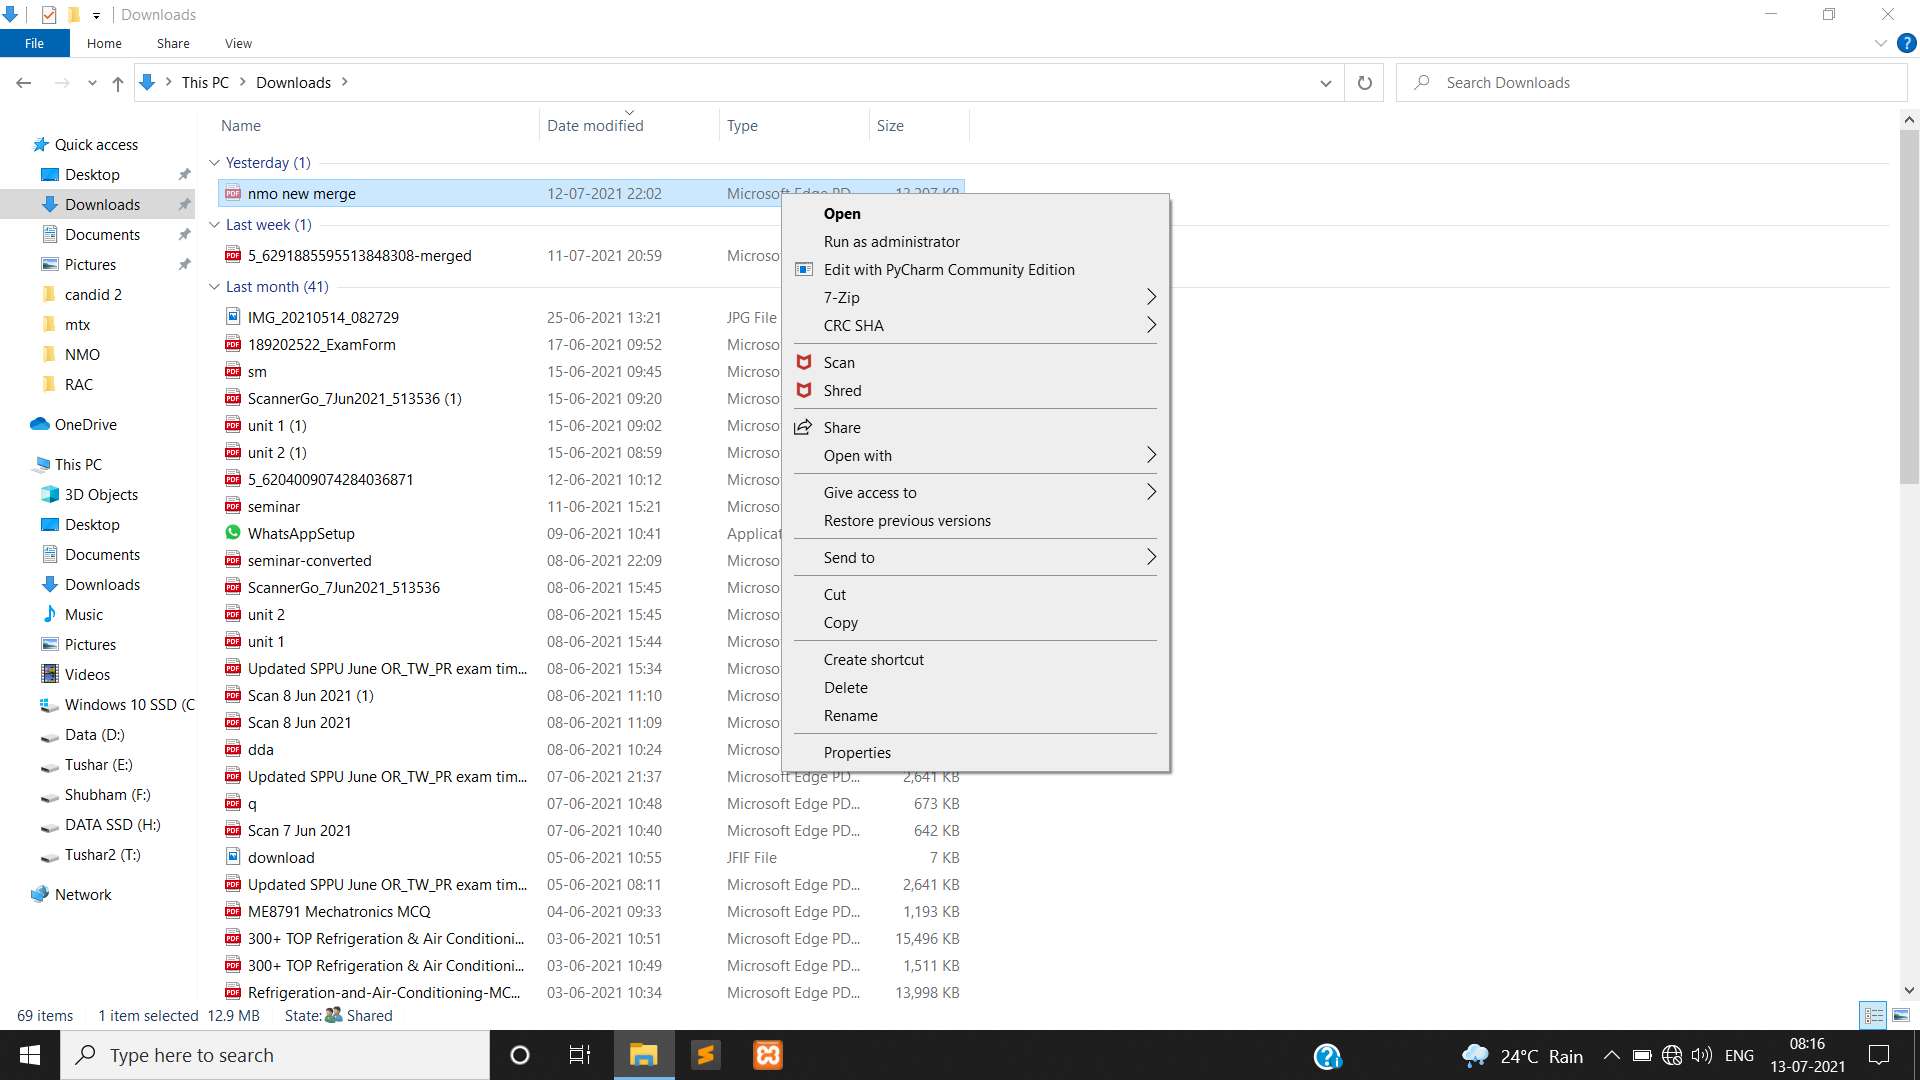 Downloads
File Home Share View
This PC Downloads
Search Downloads
Name Date modified Type Size
Quick access
Desktop
Downloads
Documents
Pictures
candid 2
mtx
NMO
RAC
OneDrive
This PC
3D Objects
Desktop
Documents
Downloads
Music
Pictures
Videos
Windows 10 SSD (C
Data (D:)
Tushar (E:)
Shubham (F:)
DATA SSD (H:)
Tushar2 (T:)
Network
Yesterday (1)
nmo new merge 12-07-2021 22:02 Microsoft Edge PD... 13,207 KB
Last week (1)
5_6291885595513848308-merged 11-07-2021 20:59 Microso
Last month (41)
IMG_20210514_082729 25-06-2021 13:21 JPG File
189202522_ExamForm 17-06-2021 09:52 Microso
sm 15-06-2021 09:45 Microso
ScannerGo_7Jun2021_513536 (1) 15-06-2021 09:20 Microso
unit 1 (1) 15-06-2021 09:02 Microso
unit 2 (1) 15-06-2021 08:59 Microso
5_6204009074284036871 12-06-2021 10:12 Microso
seminar 11-06-2021 15:21 Microso
WhatsAppSetup 09-06-2021 10:41 Applicat
seminar-converted 08-06-2021 22:09 Microso
ScannerGo_7Jun2021_513536 08-06-2021 15:45 Microso
unit 2 08-06-2021 15:45 Microso
unit 1 08-06-2021 15:44 Microso
Updated SPPU June OR_TW_PR exam tim... 08-06-2021 15:34 Microso
Scan 8 Jun 2021 (1) 08-06-2021 11:10 Microso
Scan 8 Jun 2021 08-06-2021 11:09 Microso
dda 08-06-2021 10:24 Microso
Updated SPPU June OR_TW_PR exam tim... 07-06-2021 21:37 Microsoft Edge PD... 2,641 KB
q 07-06-2021 10:48 Microsoft Edge PD... 673 KB
Scan 7 Jun 2021 07-06-2021 10:40 Microsoft Edge PD... 642 KB
download 05-06-2021 10:55 JFIF File 7 KB
Updated SPPU June OR_TW_PR exam tim... 05-06-2021 08:11 Microsoft Edge PD... 2,641 KB
ME8791 Mechatronics MCQ 04-06-2021 09:33 Microsoft Edge PD... 1,193 KB
300+ TOP Refrigeration & Air Conditioni... 03-06-2021 10:51 Microsoft Edge PD... 15,496 KB
300+ TOP Refrigeration & Air Conditioni... 03-06-2021 10:49 Microsoft Edge PD... 1,511 KB
Refrigeration-and-Air-Conditioning-MC... 03-06-2021 10:34 Microsoft Edge PD... 13,998 KB
Open
Run as administrator
Edit with PyCharm Community Edition
7-Zip
CRC SHA
Scan
Shred
Share
Open with
Give access to
Restore previous versions
Send to
Cut
Copy
Create shortcut
Delete
Rename
Properties
69 items 1 item selected 12.9 MB State: Shared
Type here to search
24°C Rain
ENG
08:16
13-07-2021